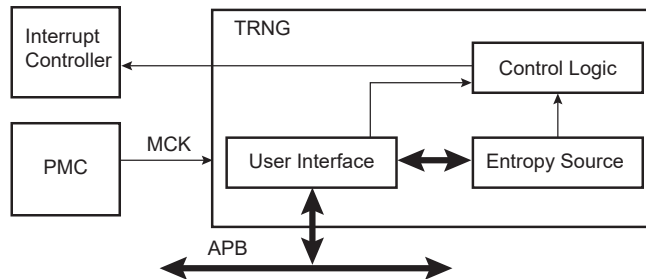 TRNG
Interrupt
Controller
Control Logic
MCK
PMC
User Interface
Entropy Source
APB